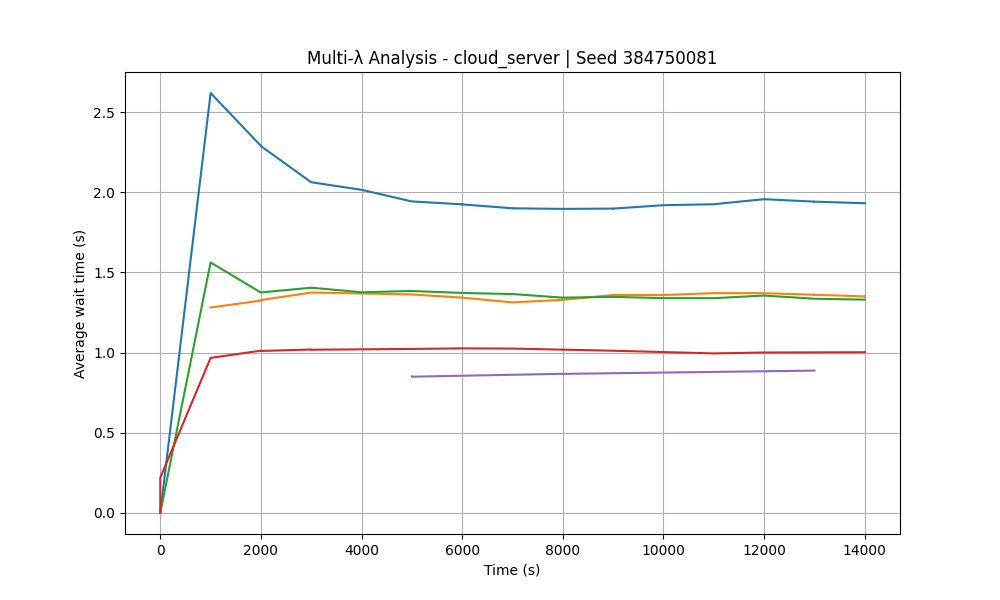 Multi-λ Analysis - cloud_server | Seed 384750081
Average wait time (s)
2.5
2.0
1.5
1.0
0.5
0.0
0 2000 4000 6000 8000 10000 12000 14000
Time (s)